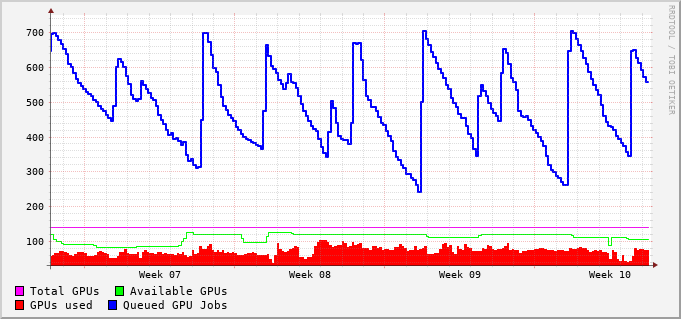 RRDTOOL / TOBI OETIKER
700
600
500
400
300
200
100
Week 07 Week 08 Week 09 Week 10
Total GPUs Available GPUs
GPUs used Queued GPU Jobs